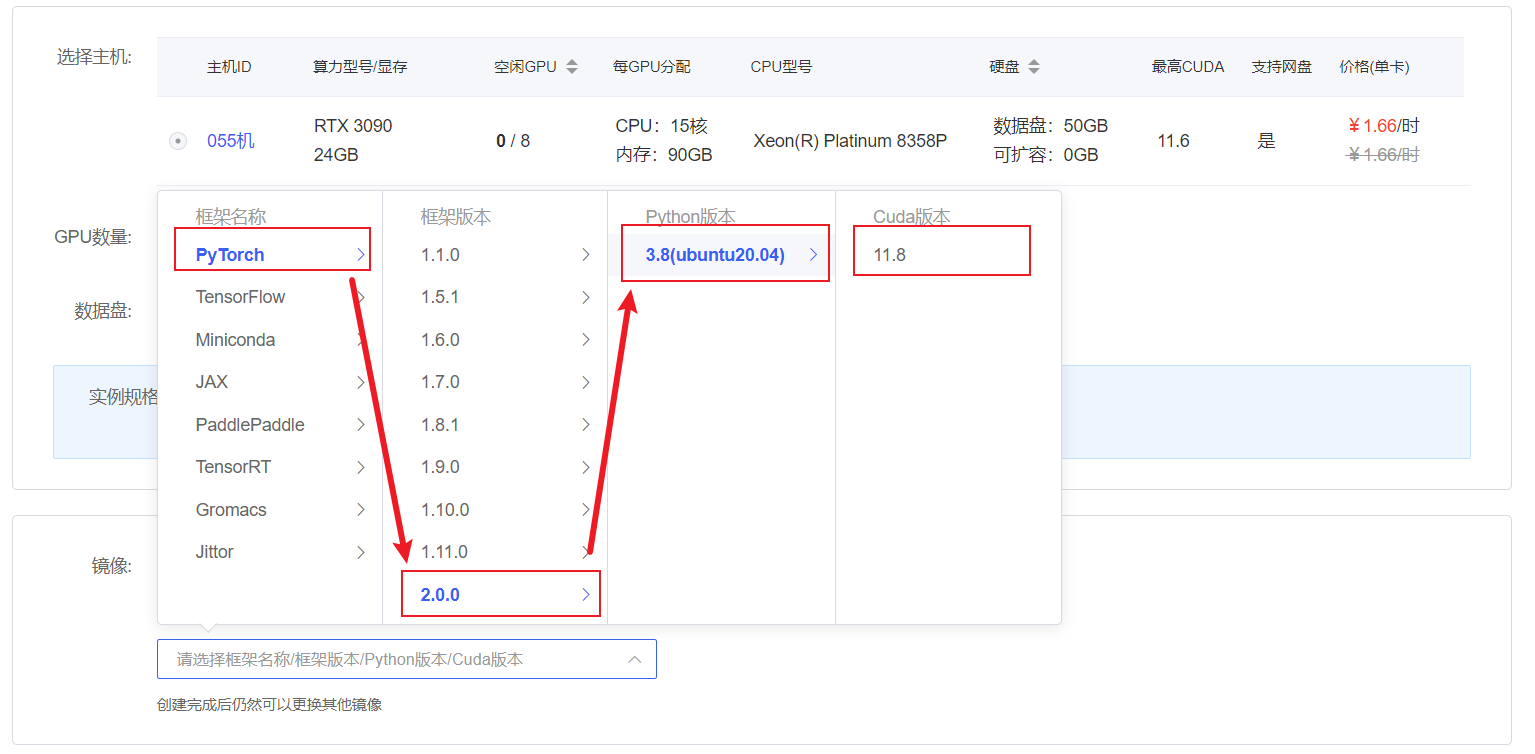 选择主机:
主机ID 算力型号/显存 空闲GPU 每GPU分配 CPU型号 硬盘 最高CUDA 支持网盘 价格(单卡)
055机 RTX 3090 24GB 0 / 8 CPU：15核 内存：90GB Xeon(R) Platinum 8358P 数据盘：50GB 可扩容：0GB 11.6 是 ￥1.66/时 ￥1.66/时
GPU数量:
数据盘:
实例规格
框架名称
PyTorch
TensorFlow
Miniconda
JAX
PaddlePaddle
TensorRT
Gromacs
Jittor
框架版本
1.1.0
1.5.1
1.6.0
1.7.0
1.8.1
1.9.0
1.10.0
1.11.0
2.0.0
Python版本
3.8(ubuntu20.04)
Cuda版本
11.8
镜像:
请选择框架名称/框架版本/Python版本/Cuda版本
创建完成后仍然可以更换其他镜像